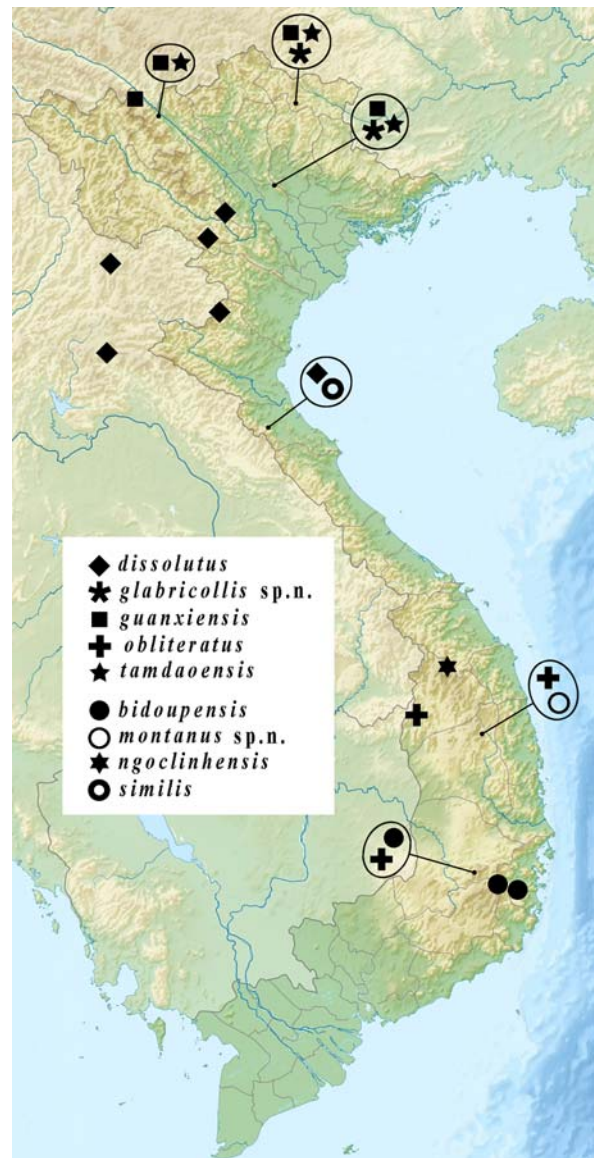 dissolutus
glabricollis sp.n.
guanxiensis
obliteratus
tamdaoensis
bidoupensis
montanus sp.n.
ngoclinhensis
similis